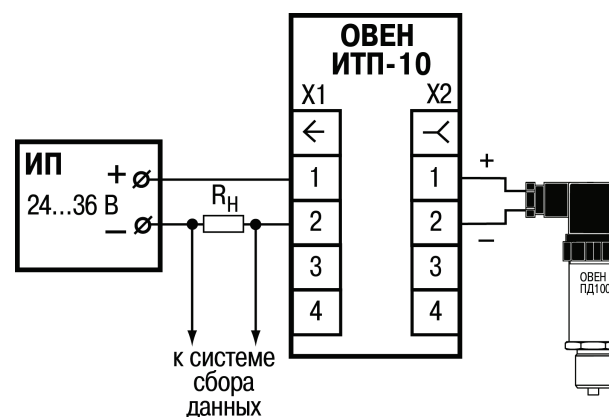 ОВЕН
ИТП-10
X1
X2
ИП
+
24...36 В
−
R_H
1
2
3
4
1
2
3
4
+
−
ОВЕН
ПД100
к системе
сбора
данных